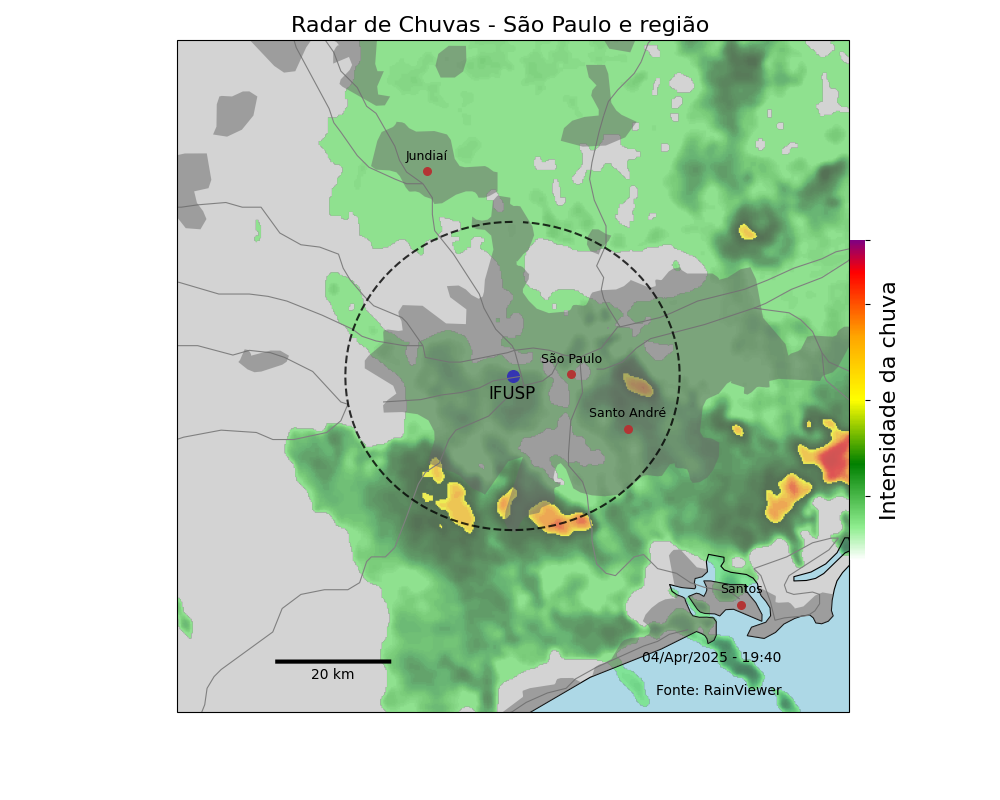 Radar de Chuvas - São Paulo e região
Jundiaí
São Paulo
IFUSP
Santo André
Intensidade da chuva
Santos
04/Apr/2025 - 19:40
20 km
Fonte: RainViewer